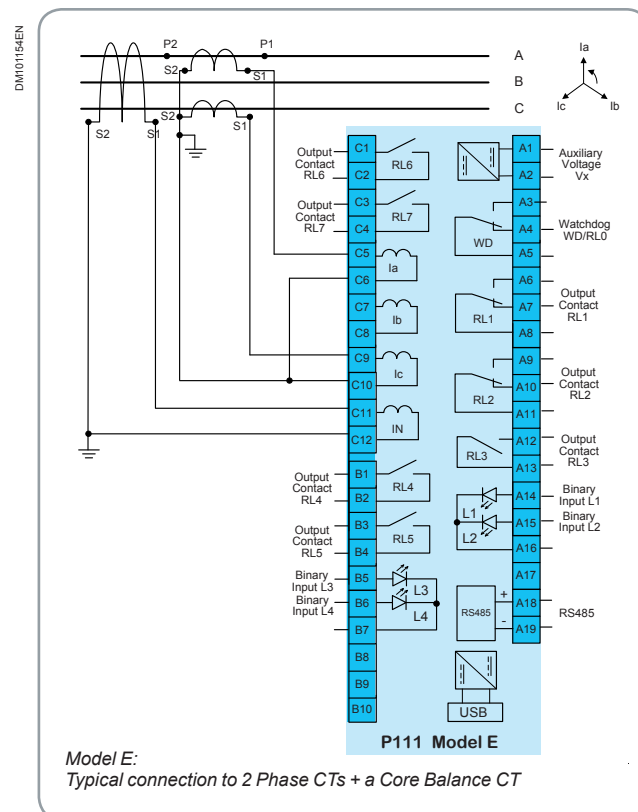 DM101154EN
P2
P1
A
B
C
S2
S1
S2
S1
S2
S1
Ia
Ic
Ib
Output
Contact
RL6
C1
C2
RL6
Output
Contact
RL7
C3
C4
RL7
C5
C6
Ia
C7
C8
Ib
C9
C10
Ic
C11
C12
IN
Output
Contact
RL4
B1
B2
RL4
Output
Contact
RL5
B3
B4
RL5
Binary
Input L3
Binary
Input L4
B5
B6
B7
L3
L4
B8
B9
B10
A1
A2
Auxiliary
Voltage
Vx
A3
A4
A5
WD
Watchdog
WD/RL0
A6
A7
A8
RL1
Output
Contact
RL1
A9
A10
A11
RL2
Output
Contact
RL2
A12
A13
RL3
Output
Contact
RL3
A14
A15
A16
L1
L2
Binary
Input L1
Binary
Input L2
A17
A18
A19
RS485
+
-
RS485
USB
P111 Model E
Model E:
Typical connection to 2 Phase CTs + a Core Balance CT